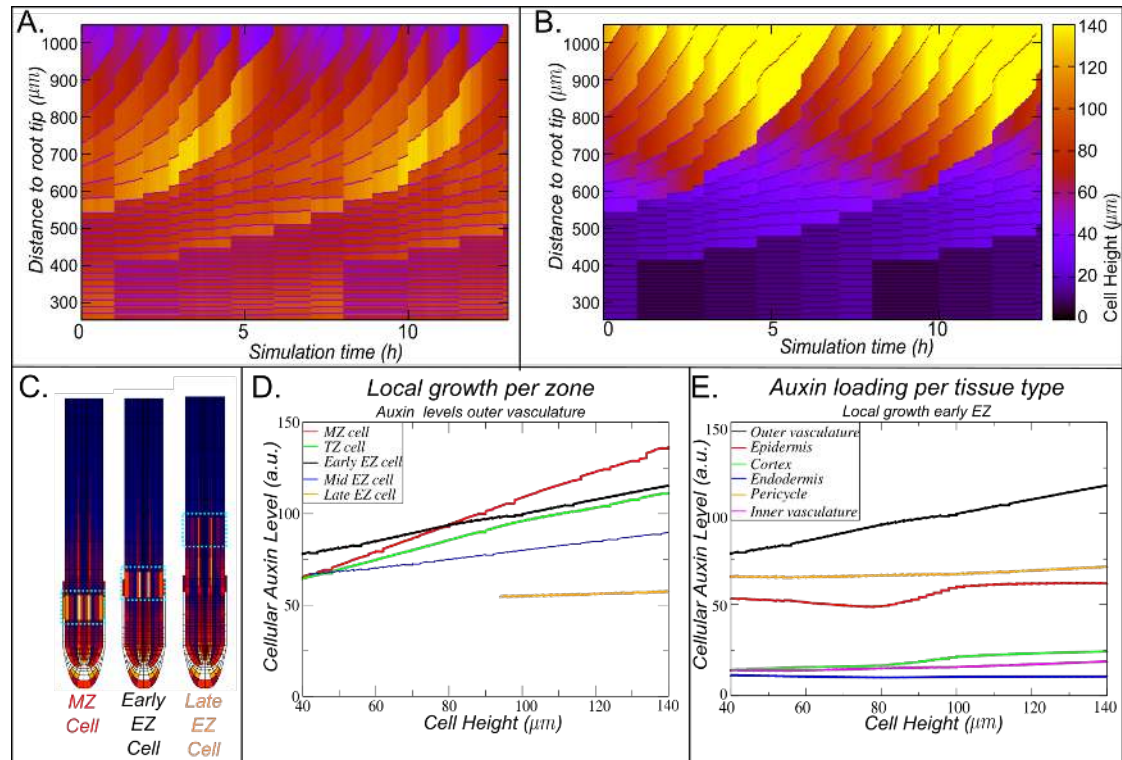 A.
1000
900
800
700
600
500
400
300
Distance to root tip (μm)
0
5
10
Simulation time (h)
B.
1000
900
800
700
600
500
400
300
Distance to root tip (μm)
0
5
10
Simulation time (h)
140
120
100
80
60
40
20
0
Cell Height (μm)
C.
MZ
Cell
Early
EZ
Cell
Late
EZ
Cell
D.
Local growth per zone
Auxin levels outer vasculature
150
100
50
0
Cellular Auxin Level (a.u.)
MZ cell
TZ cell
Early EZ cell
Mid EZ cell
Late EZ cell
40
60
80
100
120
140
Cell Height (μm)
E.
Auxin loading per tissue type
Local growth early EZ
150
100
50
0
Cellular Auxin Level (a.u.)
Outer vasculature
Epidermis
Cortex
Endodermis
Pericycle
Inner vasculature
40
60
80
100
120
140
Cell Height (μm)